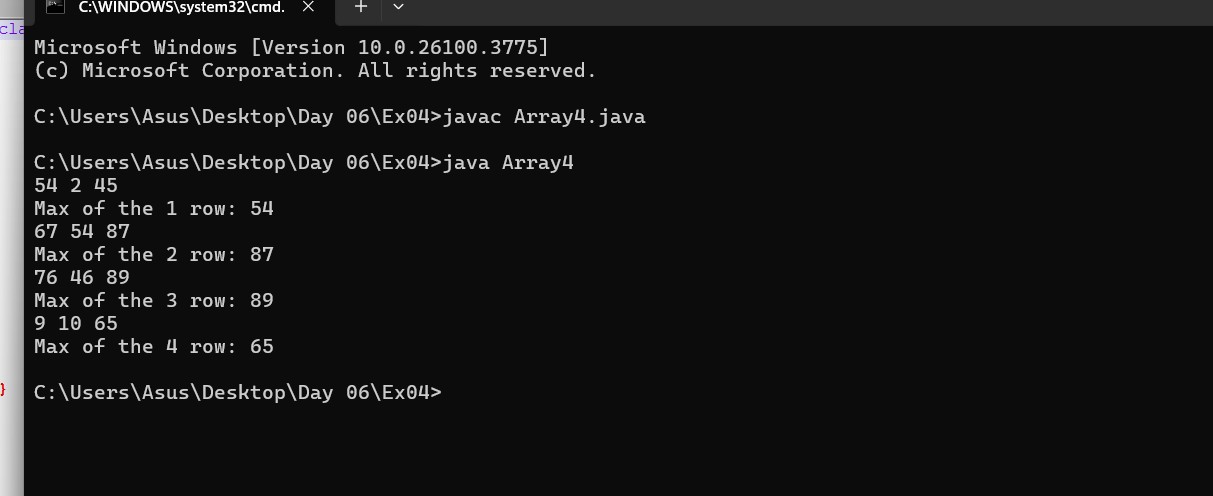 C:\WINDOWS\system32\cmd.
cla
Microsoft Windows [Version 10.0.26100.3775]
(c) Microsoft Corporation. All rights reserved.
C:\Users\Asus\Desktop\Day 06\Ex04>javac Array4.java
C:\Users\Asus\Desktop\Day 06\Ex04>java Array4
54 2 45
Max of the 1 row: 54
67 54 87
Max of the 2 row: 87
76 46 89
Max of the 3 row: 89
9 10 65
Max of the 4 row: 65
}
C:\Users\Asus\Desktop\Day 06\Ex04>